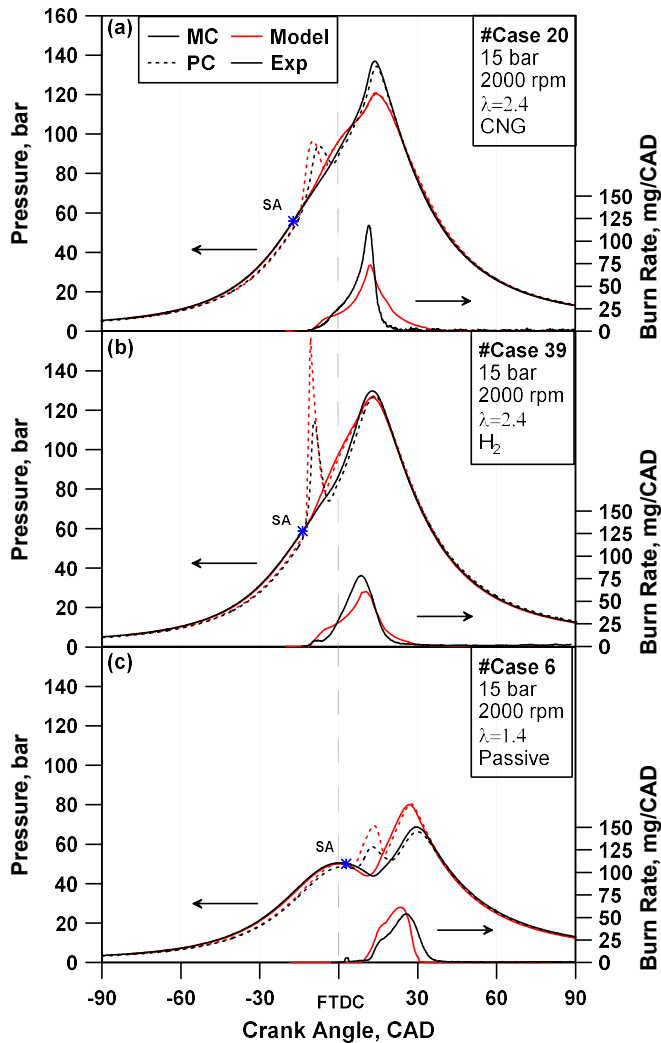 160
(a)
MC Model
PC Exp
#Case 20
15 bar
2000 rpm
λ=2.4
CNG
140
120
100
80
60
40
20
0
Pressure, bar
SA
150
125
100
75
50
25
0
Burn Rate, mg/CAD
(b)
#Case 39
15 bar
2000 rpm
λ=2.4
H2
140
120
100
80
60
40
20
0
Pressure, bar
SA
150
125
100
75
50
25
0
Burn Rate, mg/CAD
(c)
#Case 6
15 bar
2000 rpm
λ=1.4
Passive
140
120
100
80
60
40
20
0
Pressure, bar
SA
150
125
100
75
50
25
0
Burn Rate, mg/CAD
-90 -60 -30 FTDC 30 60 90
Crank Angle, CAD